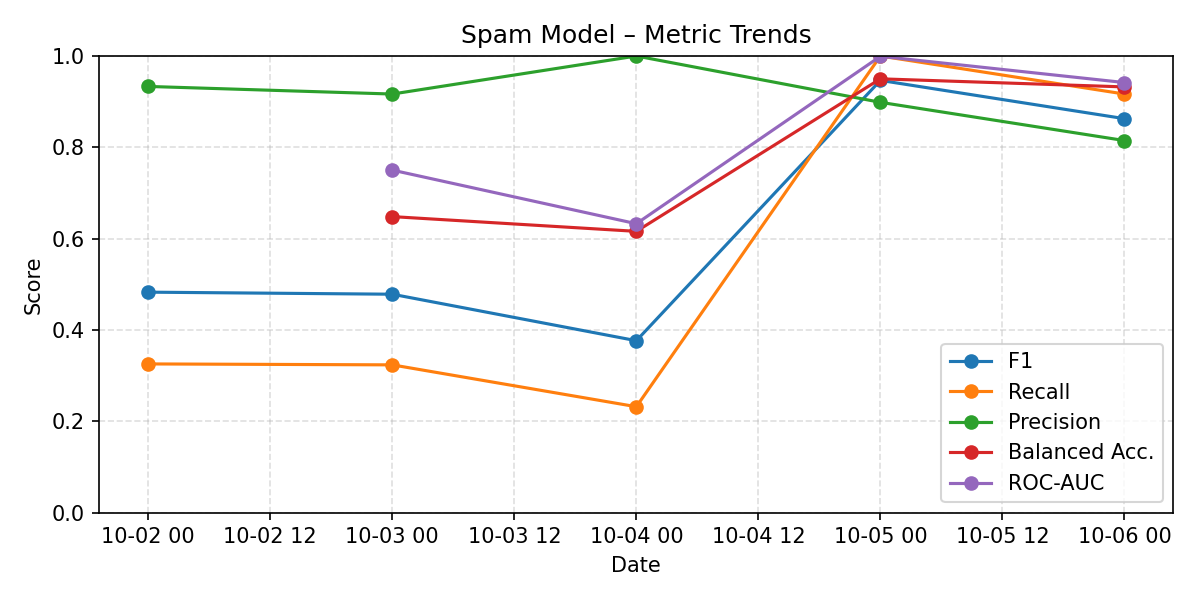 Spam Model – Metric Trends
1.0
0.8
0.6
0.4
0.2
0.0
Score
10-02 00 10-02 12 10-03 00 10-03 12 10-04 00 10-04 12 10-05 00 10-05 12 10-06 00
Date
F1
Recall
Precision
Balanced Acc.
ROC-AUC